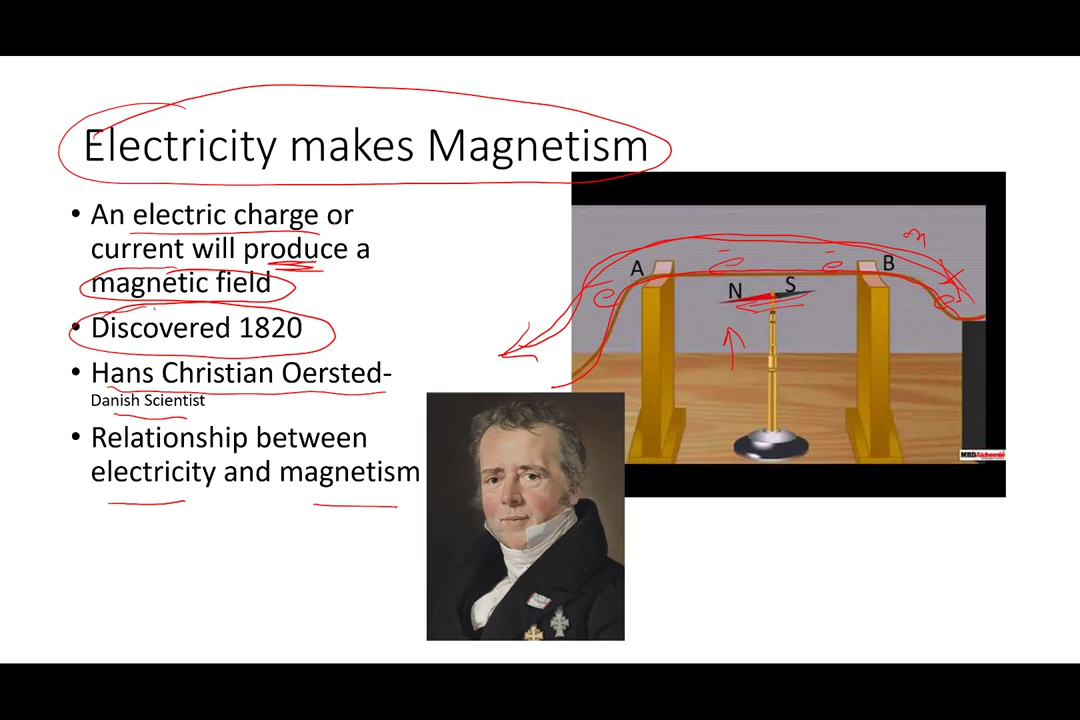 Electricity makes Magnetism
• An electric charge or
current will produce a
magnetic field
• Discovered 1820
• Hans Christian Oersted-
Danish Scientist
• Relationship between
electricity and magnetism
A
B
N
S
e
e
e
e
MBDAlchemie